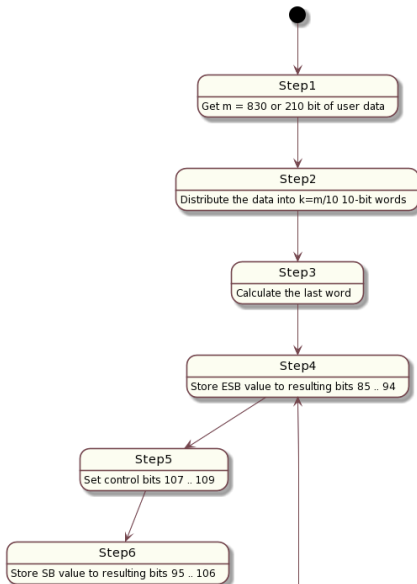 Step1
Get m = 830 or 210 bit of user data
Step2
Distribute the data into k=m/10 10-bit words
Step3
Calculate the last word
Step4
Store ESB value to resulting bits 85 .. 94
Step5
Set control bits 107 .. 109
Step6
Store SB value to resulting bits 95 .. 106